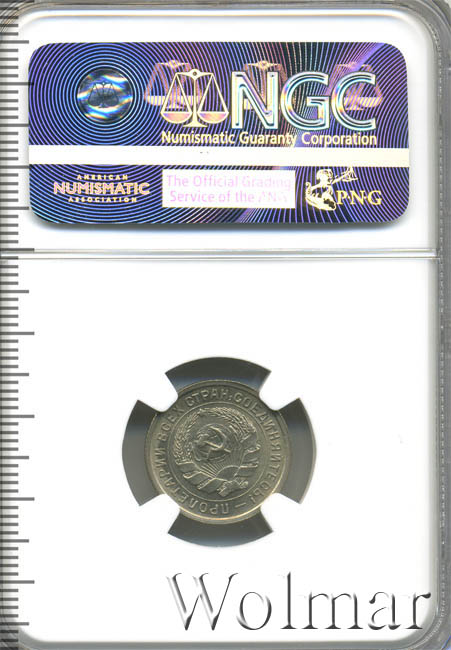 NGC
Numismatic Guaranty Corporation
AMERICAN
NUMISMATIC
ASSOCIATION
The Official Grading
Service of the ANA
PNG
ПРОЛЕТАРИИ ВСЕХ СТРАН, СОЕДИНЯЙТЕСЬ! —
Wolmar